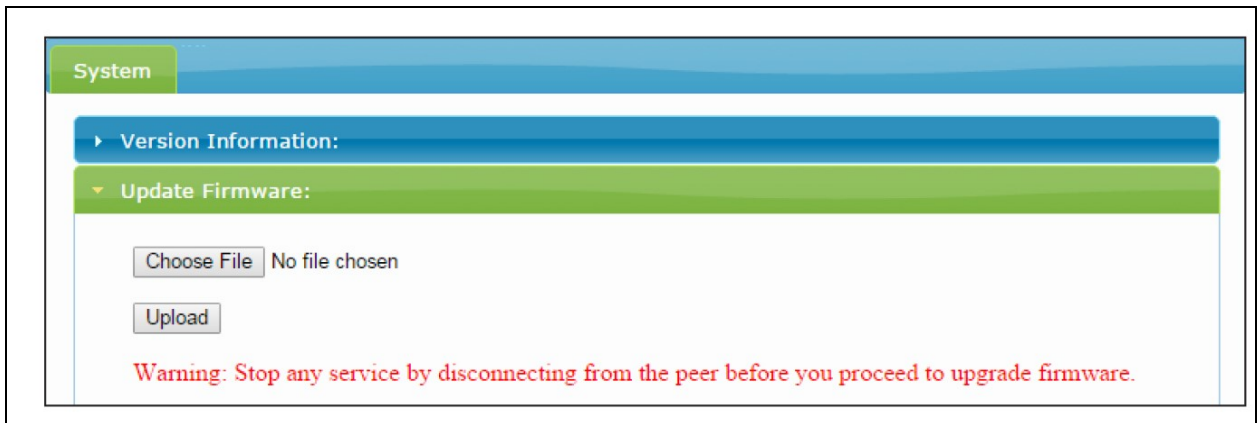 System
Version Information:
Update Firmware:
Choose File No file chosen
Upload
Warning: Stop any service by disconnecting from the peer before you proceed to upgrade firmware.